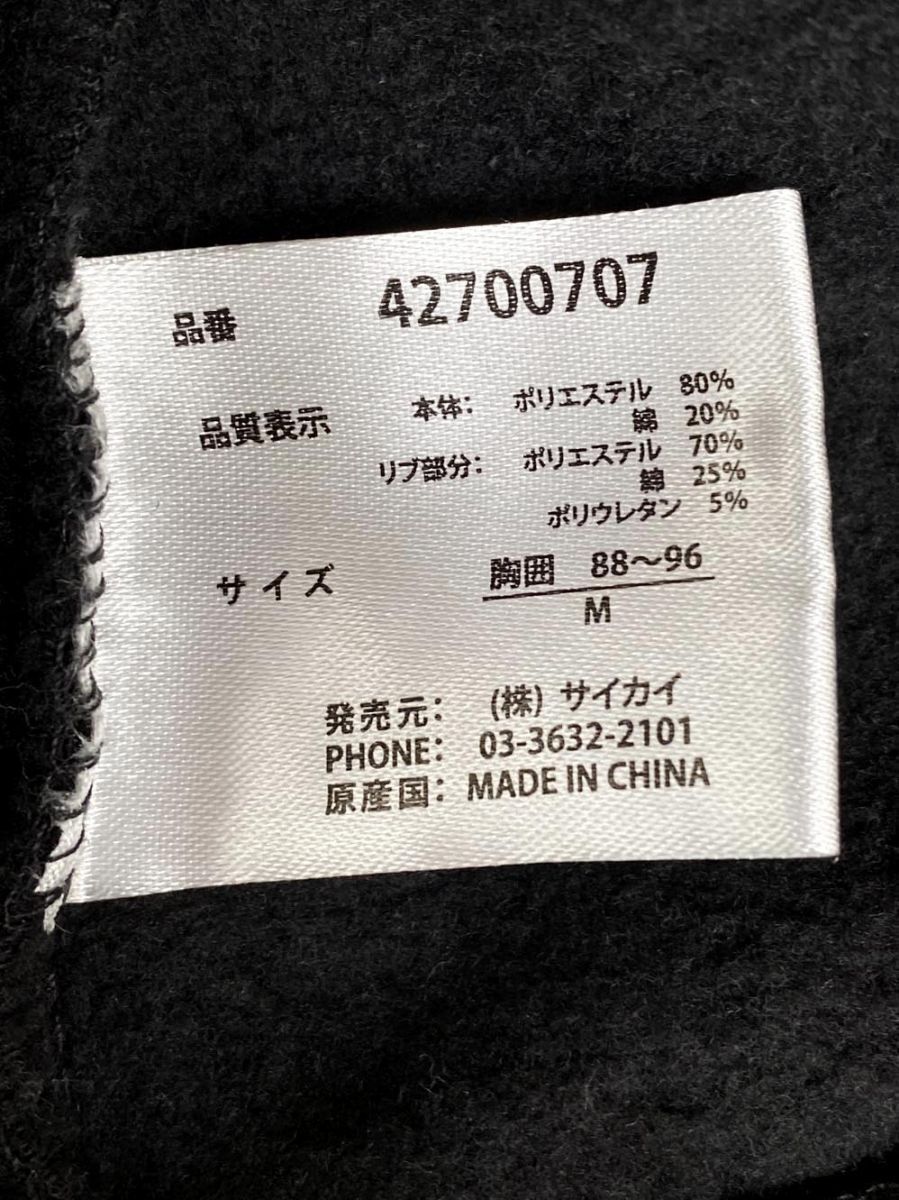 品番 42700707
品質表示 本体: ポリエステル 80%
綿 20%
リブ部分: ポリエステル 70%
綿 25%
ポリウレタン 5%
サイズ 胸囲 88～96
M
発売元: (株) サイカイ
PHONE: 03-3632-2101
原産国: MADE IN CHINA